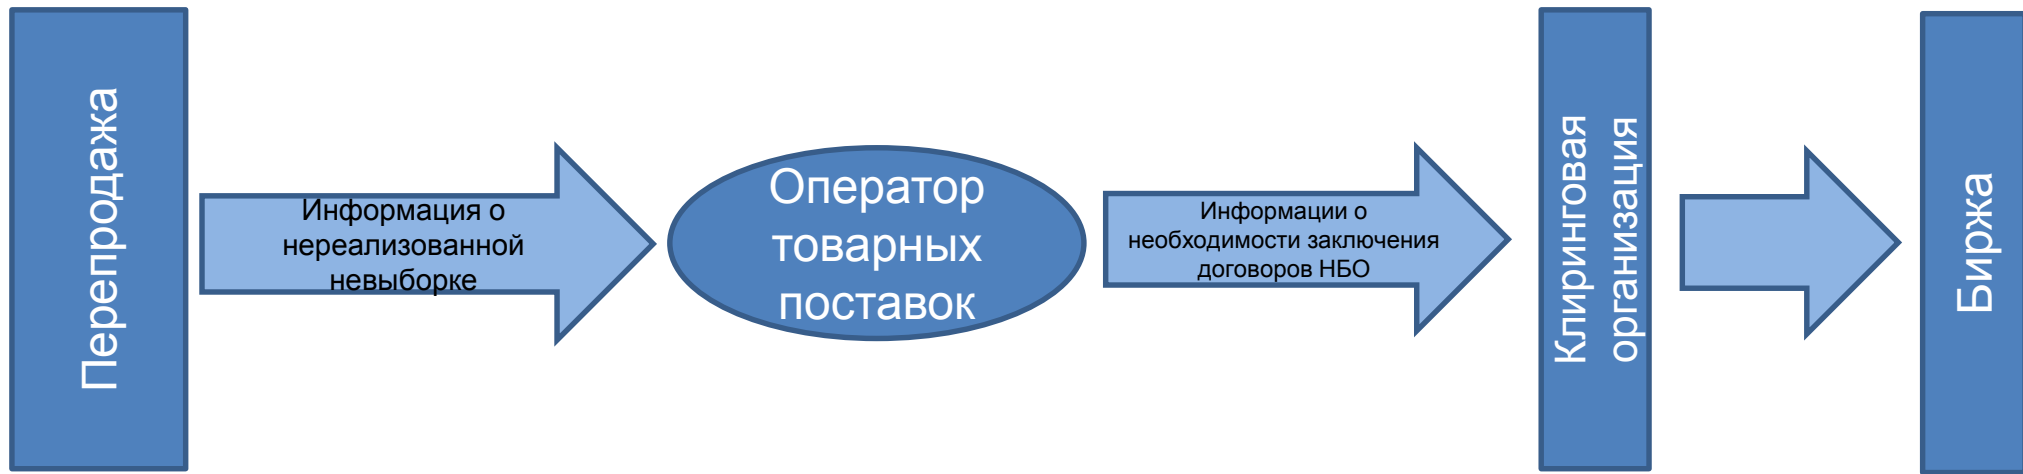 Перепродажа
Информация о
нереализованной
невыборке
Оператор
товарных
поставок
Информации о
необходимости заключения
договоров НБО
Клиринговая
организация
Биржа